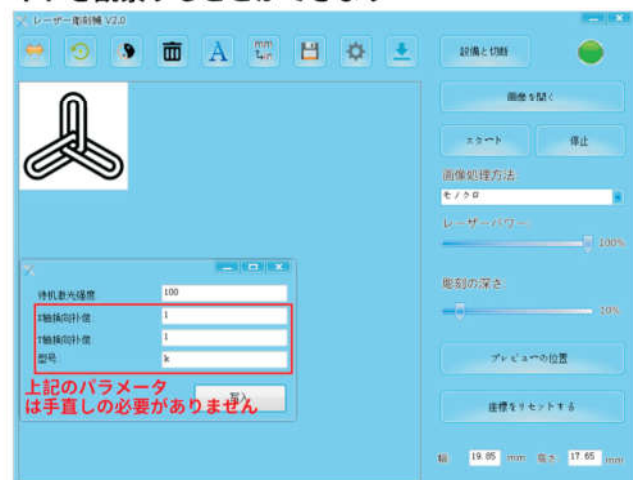 レーザー彫刻機 V2.0
A
mm
in
設備と切断
画像を開く
スタート
停止
画像処理方法:
モノクロ
レーザーパワー:
100%
彫刻の深さ:
20%
プレビューの位置
座標をリセットする
幅:
19.85
mm
高さ:
17.65
mm
待机激光强度
100
X轴换向补偿
1
Y轴换向补偿
1
型号
k
写入
上記のパラメータ
は手直しの必要がありません